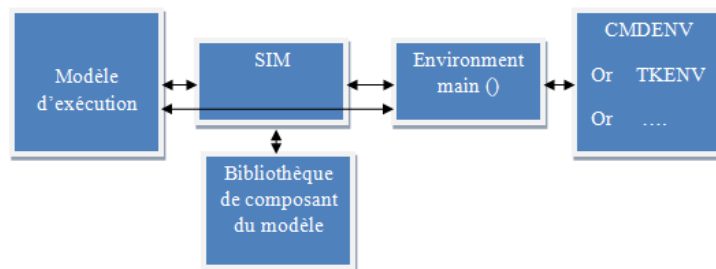 Modèle
d'exécution
SIM
Environment
main ()
CMDENV
Or TKENV
Or ....
Bibliothèque
de composant
du modèle